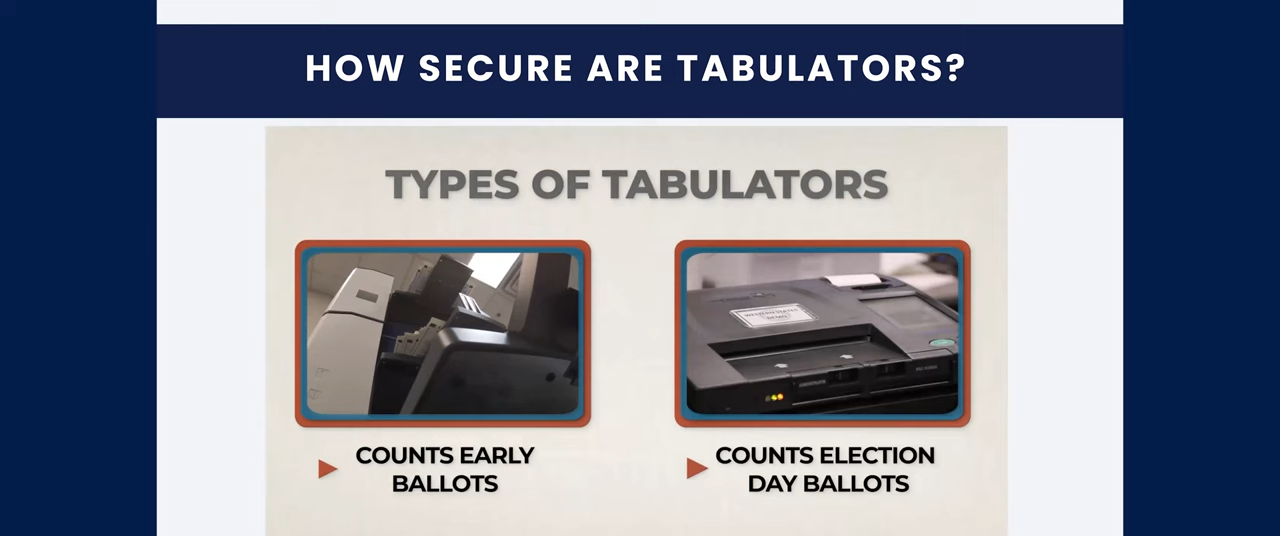 HOW SECURE ARE TABULATORS?
TYPES OF TABULATORS
COUNTS EARLY
BALLOTS
COUNTS ELECTION
DAY BALLOTS